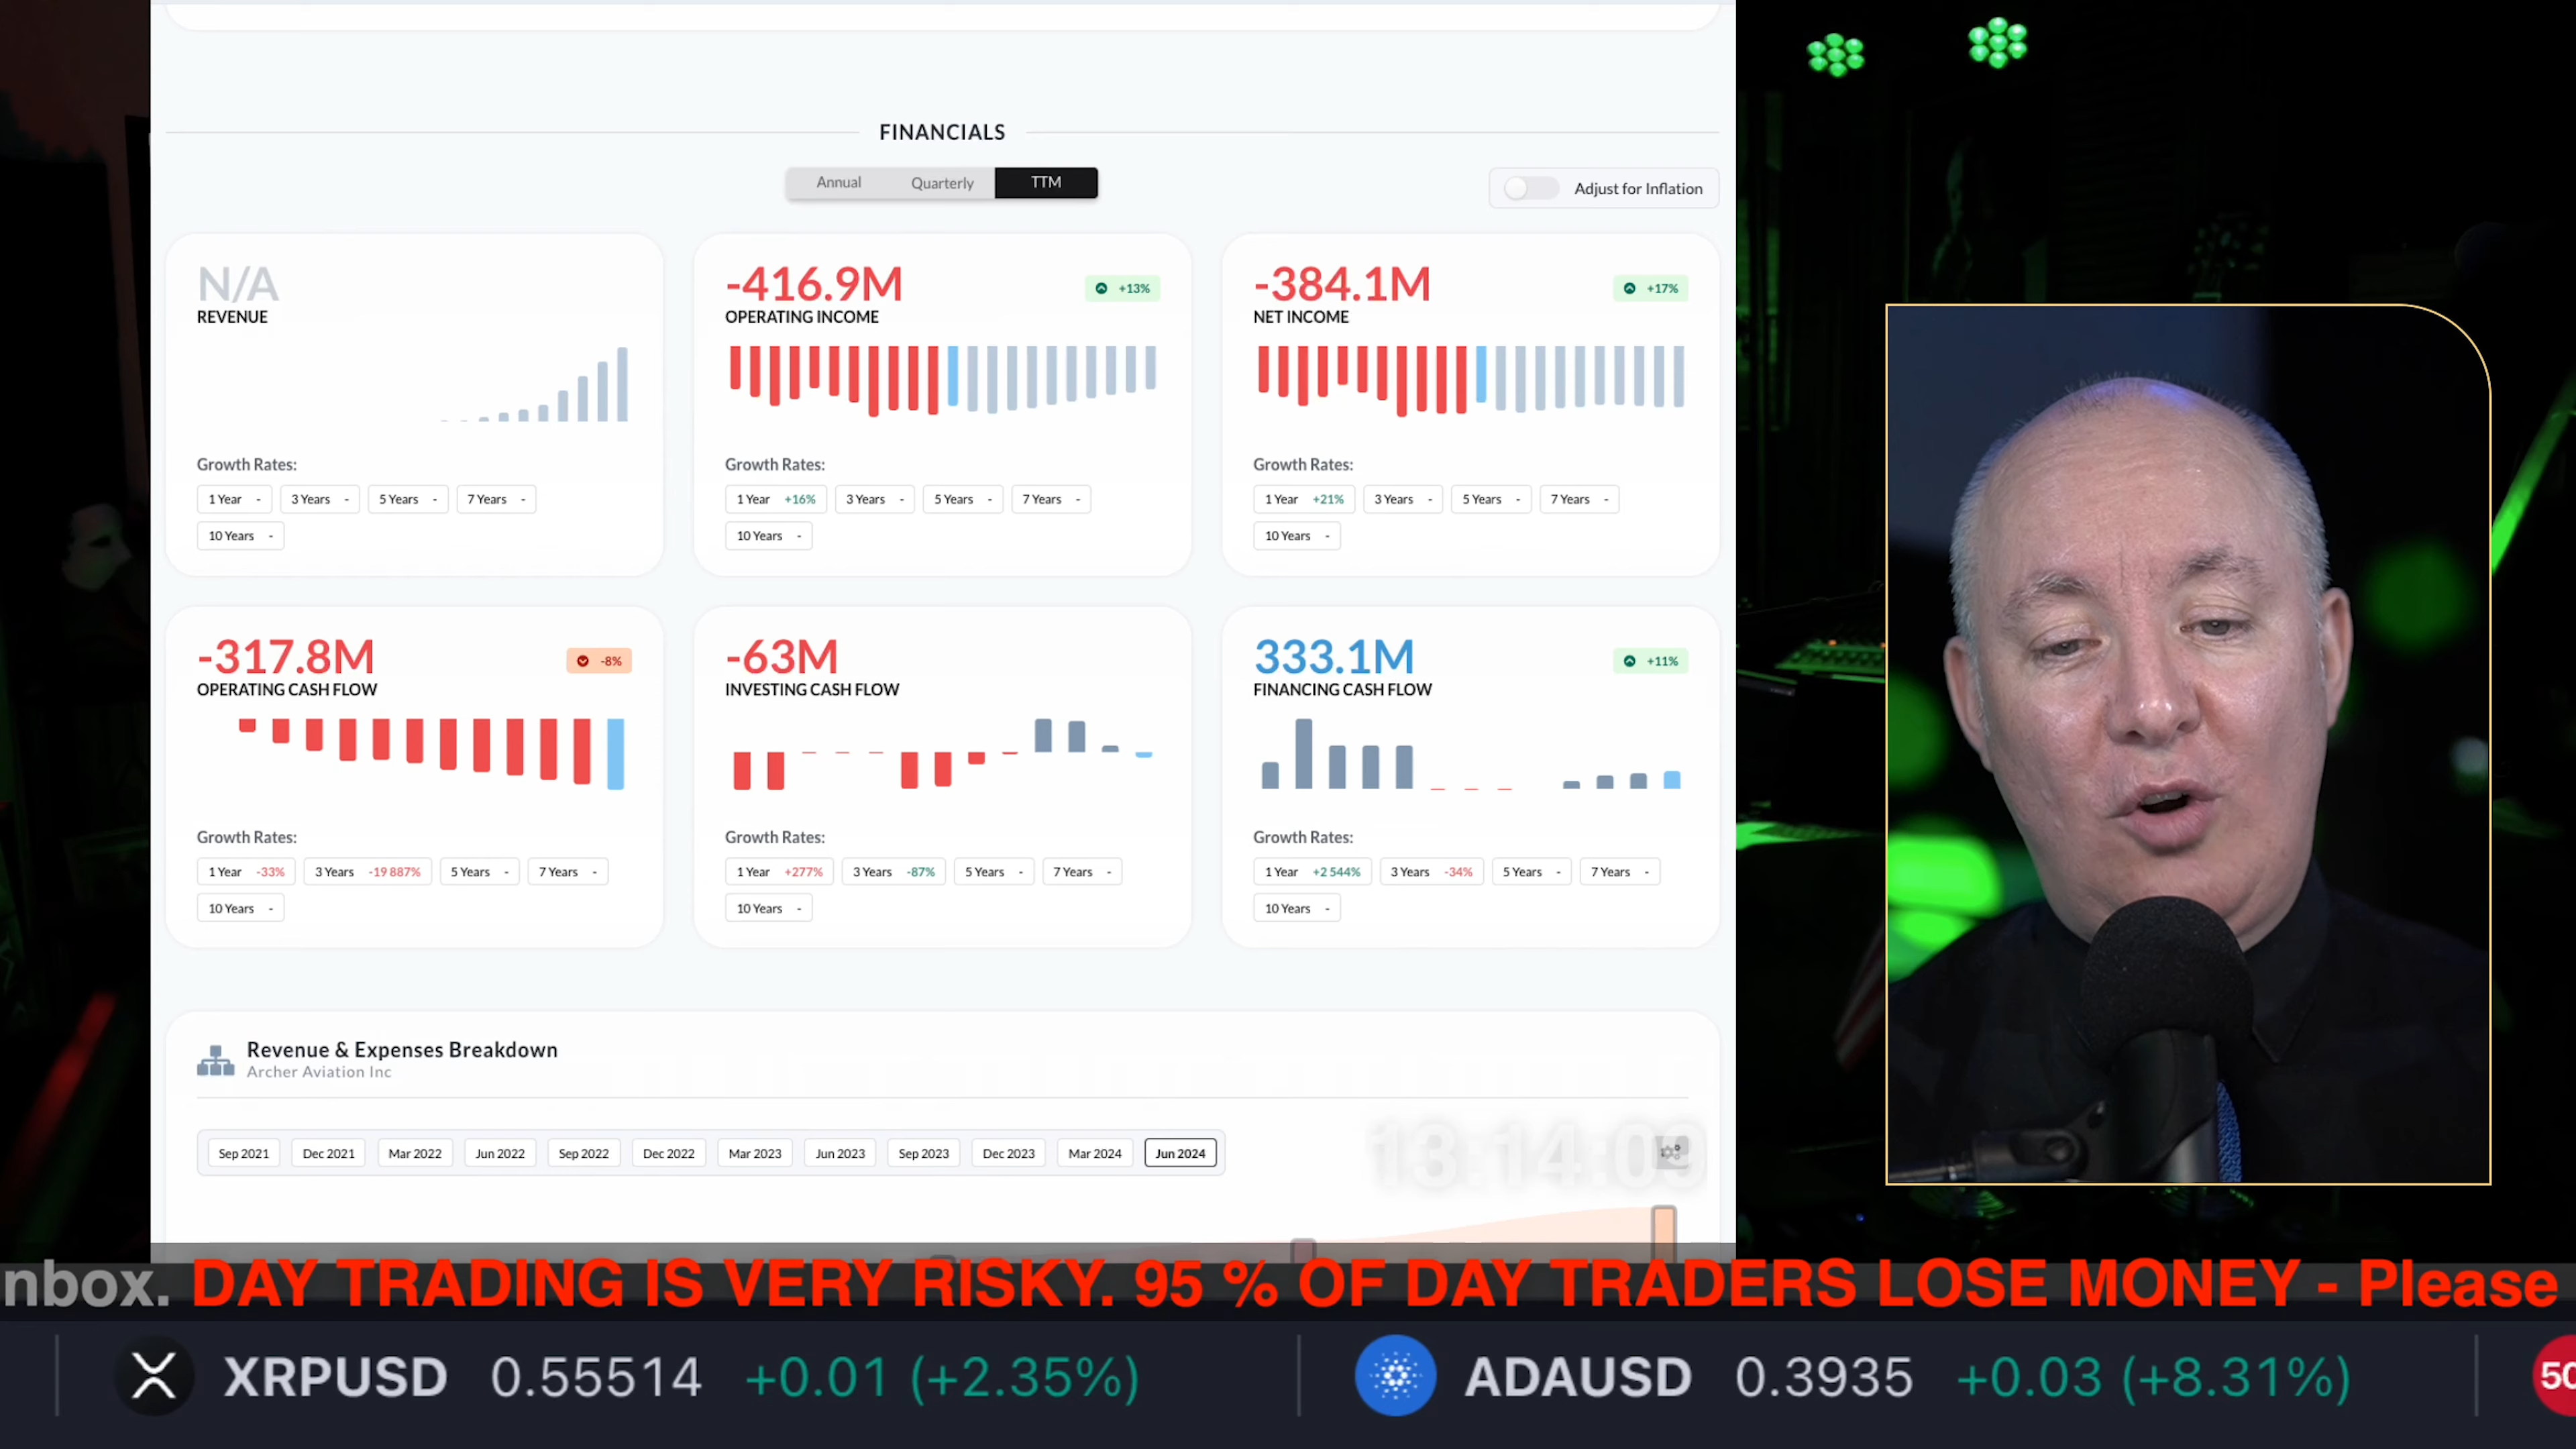 FINANCIALS
Annual Quarterly TTM
Adjust for Inflation
N/A
REVENUE
Growth Rates:
1 Year - 3 Years - 5 Years - 7 Years -
10 Years -
-416.9M +13%
OPERATING INCOME
Growth Rates:
1 Year +16% 3 Years - 5 Years - 7 Years -
10 Years -
-384.1M +17%
NET INCOME
Growth Rates:
1 Year +21% 3 Years - 5 Years - 7 Years -
10 Years -
-317.8M -8%
OPERATING CASH FLOW
Growth Rates:
1 Year -33% 3 Years -19 887% 5 Years - 7 Years -
10 Years -
-63M
INVESTING CASH FLOW
Growth Rates:
1 Year +277% 3 Years -87% 5 Years - 7 Years -
10 Years -
333.1M +11%
FINANCING CASH FLOW
Growth Rates:
1 Year +2 544% 3 Years -34% 5 Years - 7 Years -
10 Years -
Revenue & Expenses Breakdown
Archer Aviation Inc
Sep 2021 Dec 2021 Mar 2022 Jun 2022 Sep 2022 Dec 2022 Mar 2023 Jun 2023 Sep 2023 Dec 2023 Mar 2024 Jun 2024
13:14:09
nbox. DAY TRADING IS VERY RISKY. 95 % OF DAY TRADERS LOSE MONEY - Please
XRPUSD 0.55514 +0.01 (+2.35%) ADAUSD 0.3935 +0.03 (+8.31%) 50